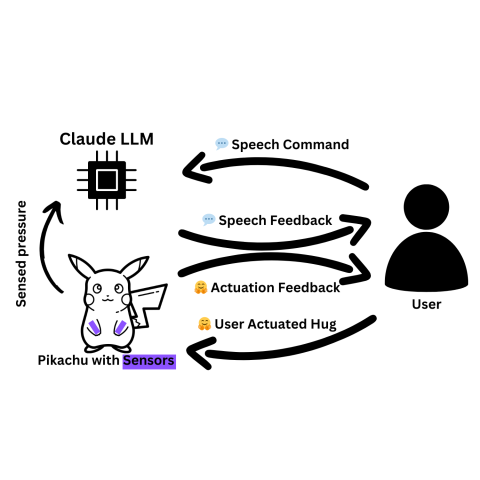 Claude LLM
💬 Speech Command
💬 Speech Feedback
Sensed pressure
🤗 Actuation Feedback
User
🤗 User Actuated Hug
Pikachu with Sensors